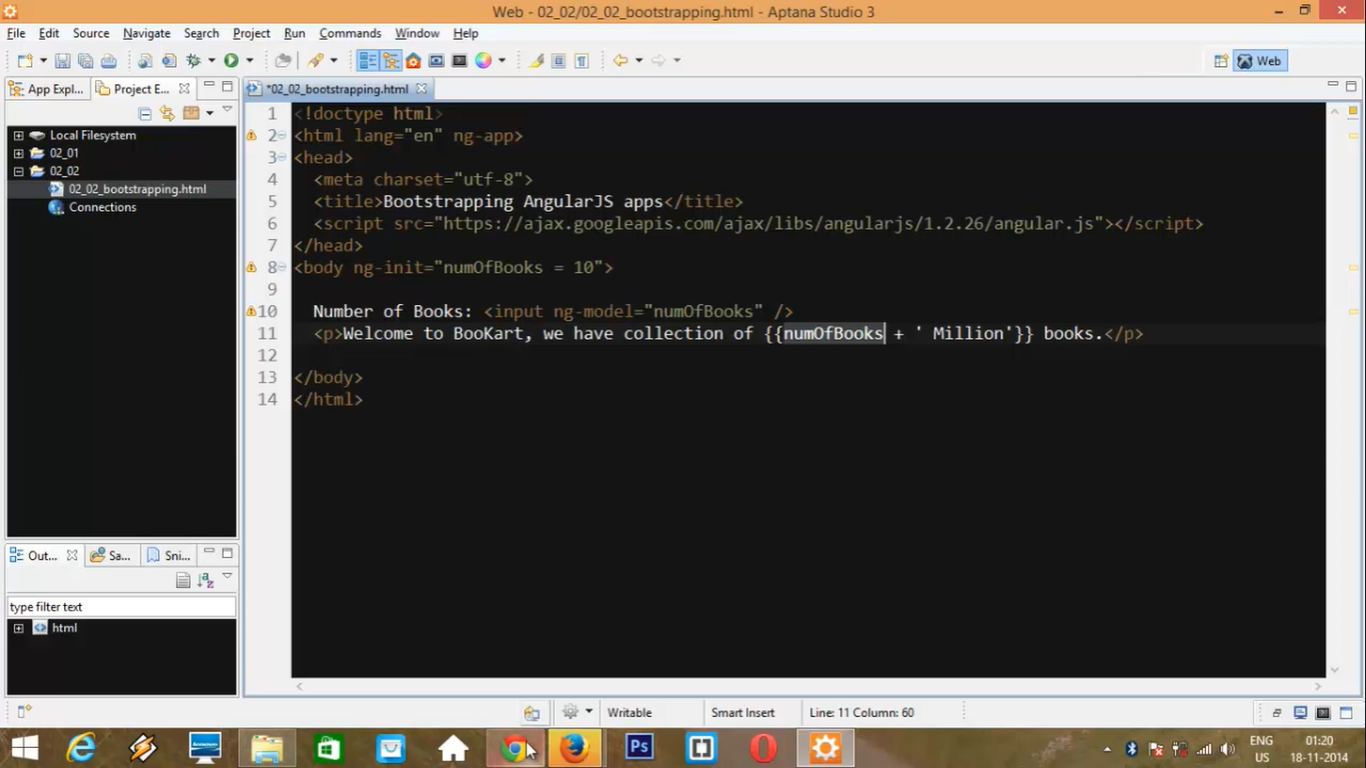 Web - 02_02/02_02_bootstrapping.html - Aptana Studio 3
File Edit Source Navigate Search Project Run Commands Window Help
Web
App Expl... Project E...
*02_02_bootstrapping.html
Local Filesystem
02_01
02_02
02_02_bootstrapping.html
Connections
1 <!doctype html>
2 <html lang="en" ng-app>
3 <head>
4 <meta charset="utf-8">
5 <title>Bootstrapping AngularJS apps</title>
6 <script src="https://ajax.googleapis.com/ajax/libs/angularjs/1.2.26/angular.js"></script>
7 </head>
8 <body ng-init="numOfBooks = 10">
9
10 Number of Books: <input ng-model="numOfBooks" />
11 <p>Welcome to BooKart, we have collection of {{numOfBooks + ' Million'}} books.</p>
12
13 </body>
14 </html>
Out... Sa... Sni...
type filter text
html
Writable Smart Insert Line: 11 Column: 60
Ps
ENG 01:20
US 18-11-2014